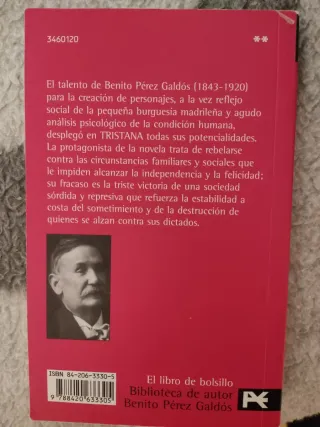 3460120
**
El talento de Benito Pérez Galdós (1843-1920)
para la creación de personajes, a la vez reflejo
social de la pequeña burguesía madrileña y agudo
análisis psicológico de la condición humana,
desplegó en TRISTANA todas sus potencialidades.
La protagonista de la novela trata de rebelarse
contra las circunstancias familiares y sociales que
le impiden alcanzar la independencia y la felicidad;
su fracaso es la triste victoria de una sociedad
sórdida y represiva que refuerza la estabilidad a
costa del sometimiento y de la destrucción de
quienes se alzan contra sus dictados.
ISBN 84-206-3330-5
9 788420 633305
El libro de bolsillo
Biblioteca de autor
Benito Pérez Galdós